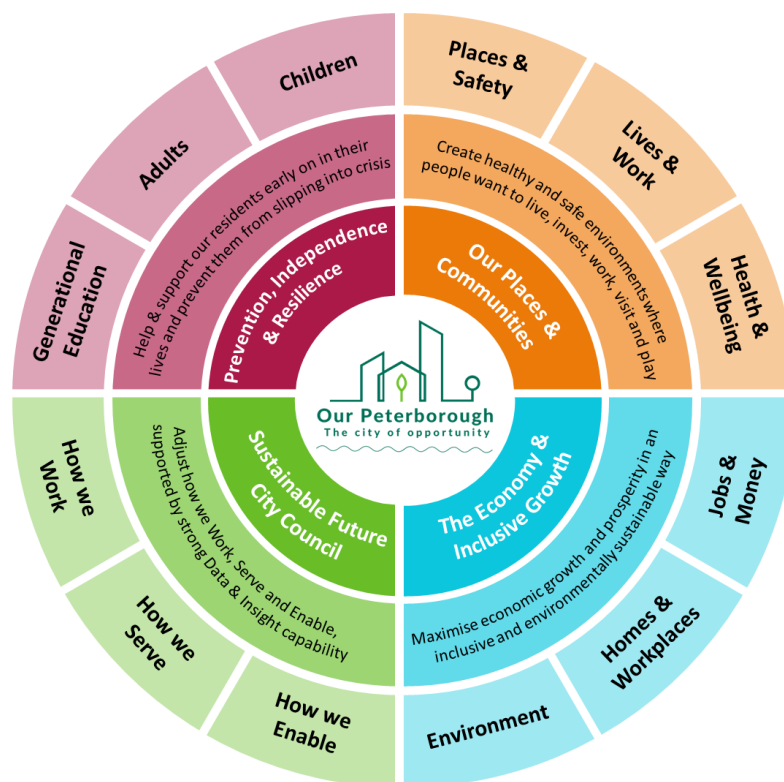 Children
Adults
Generational
Education
Help & support our residents early on in their
lives and prevent them from slipping into crisis
Prevention, Independence
& Resilience
Places &
Safety
Lives &
Work
Health &
Wellbeing
Create healthy and safe environments where
people want to live, invest, work, visit and play
Our Places &
Communities
Our Peterborough
The city of opportunity
How we
Work
How we
Serve
How we
Enable
Adjust how we Work, Serve and Enable,
supported by strong Data & Insight capability
Sustainable Future
City Council
The Economy &
Inclusive Growth
Maximise economic growth and prosperity in an
inclusive and environmentally sustainable way
Jobs &
Money
Homes &
Workplaces
Environment